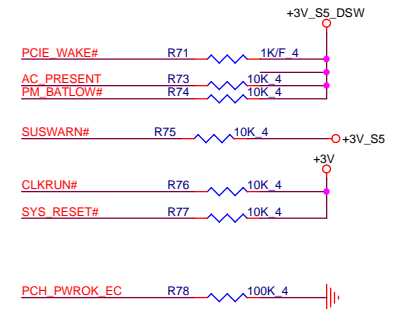 +3V_S5_DSW
PCIE_WAKE# R71 1K/F_4
AC_PRESENT R73 10K_4
PM_BATLOW# R74 10K_4
SUSWARN# R75 10K_4 +3V_S5
+3V
CLKRUN# R76 10K_4
SYS_RESET# R77 10K_4
PCH_PWROK_EC R78 100K_4